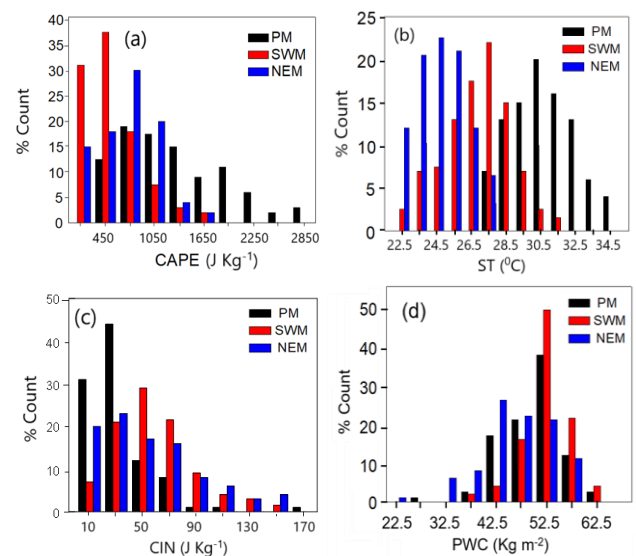 40
35
30
25
20
15
10
5
0
% Count
(a)
PM
SWM
NEM
450 1050 1650 2250 2850
CAPE (J Kg-1)
25
20
15
10
5
0
% Count
(b)
PM
SWM
NEM
22.5 24.5 26.5 28.5 30.5 32.5 34.5
ST (⁰C)
50
40
30
20
10
0
% Count
(c)
PM
SWM
NEM
10 50 90 130 170
CIN (J Kg-1)
50
40
30
20
10
0
% Count
(d)
PM
SWM
NEM
22.5 32.5 42.5 52.5 62.5
PWC (Kg m-2)